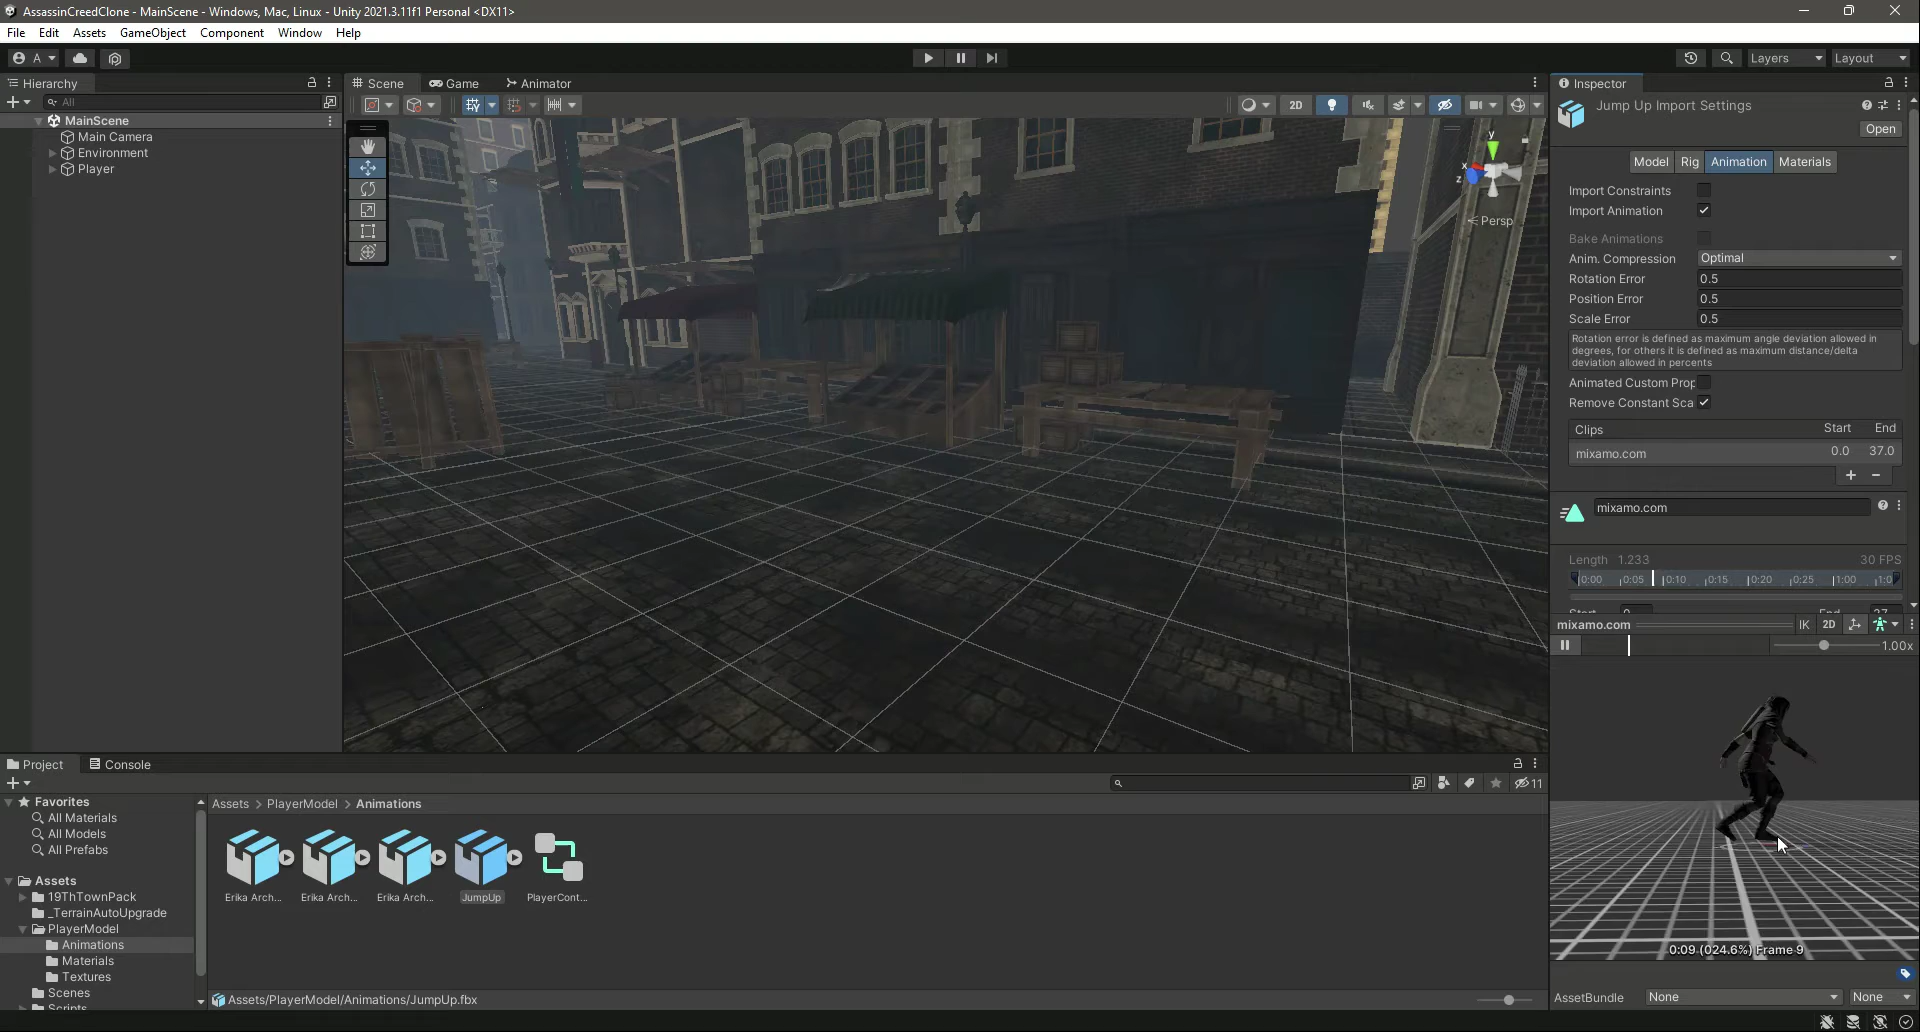 AssassinCreedClone - MainScene - Windows, Mac, Linux - Unity 2021.3.11f1 Personal <DX11>
File Edit Assets GameObject Component Window Help
A
Layers Layout
Hierarchy
All
MainScene
Main Camera
Environment
Player
Scene Game Animator
2D
y
x
z
Persp
Inspector
Jump Up Import Settings
Open
Model Rig Animation Materials
Import Constraints
Import Animation
Bake Animations
Anim. Compression Optimal
Rotation Error 0.5
Position Error 0.5
Scale Error 0.5
Rotation error is defined as maximum angle deviation allowed in
degrees, for others it is defined as maximum distance/delta
deviation allowed in percents
Animated Custom Prop
Remove Constant Sca
Clips Start End
mixamo.com 0.0 37.0
mixamo.com
Length 1.233 30 FPS
0:00 0:05 0:10 0:15 0:20 0:25 1:00 1:0
Start 0 End 37
mixamo.com IK 2D
1.00x
0:09 (024.6%) Frame 9
AssetBundle None None
Project Console
11
Favorites
All Materials
All Models
All Prefabs
Assets
19ThTownPack
_TerrainAutoUpgrade
PlayerModel
Animations
Materials
Textures
Scenes
Scripts
Assets > PlayerModel > Animations
Erika Arch... Erika Arch... Erika Arch... JumpUp PlayerCont...
Assets/PlayerModel/Animations/JumpUp.fbx